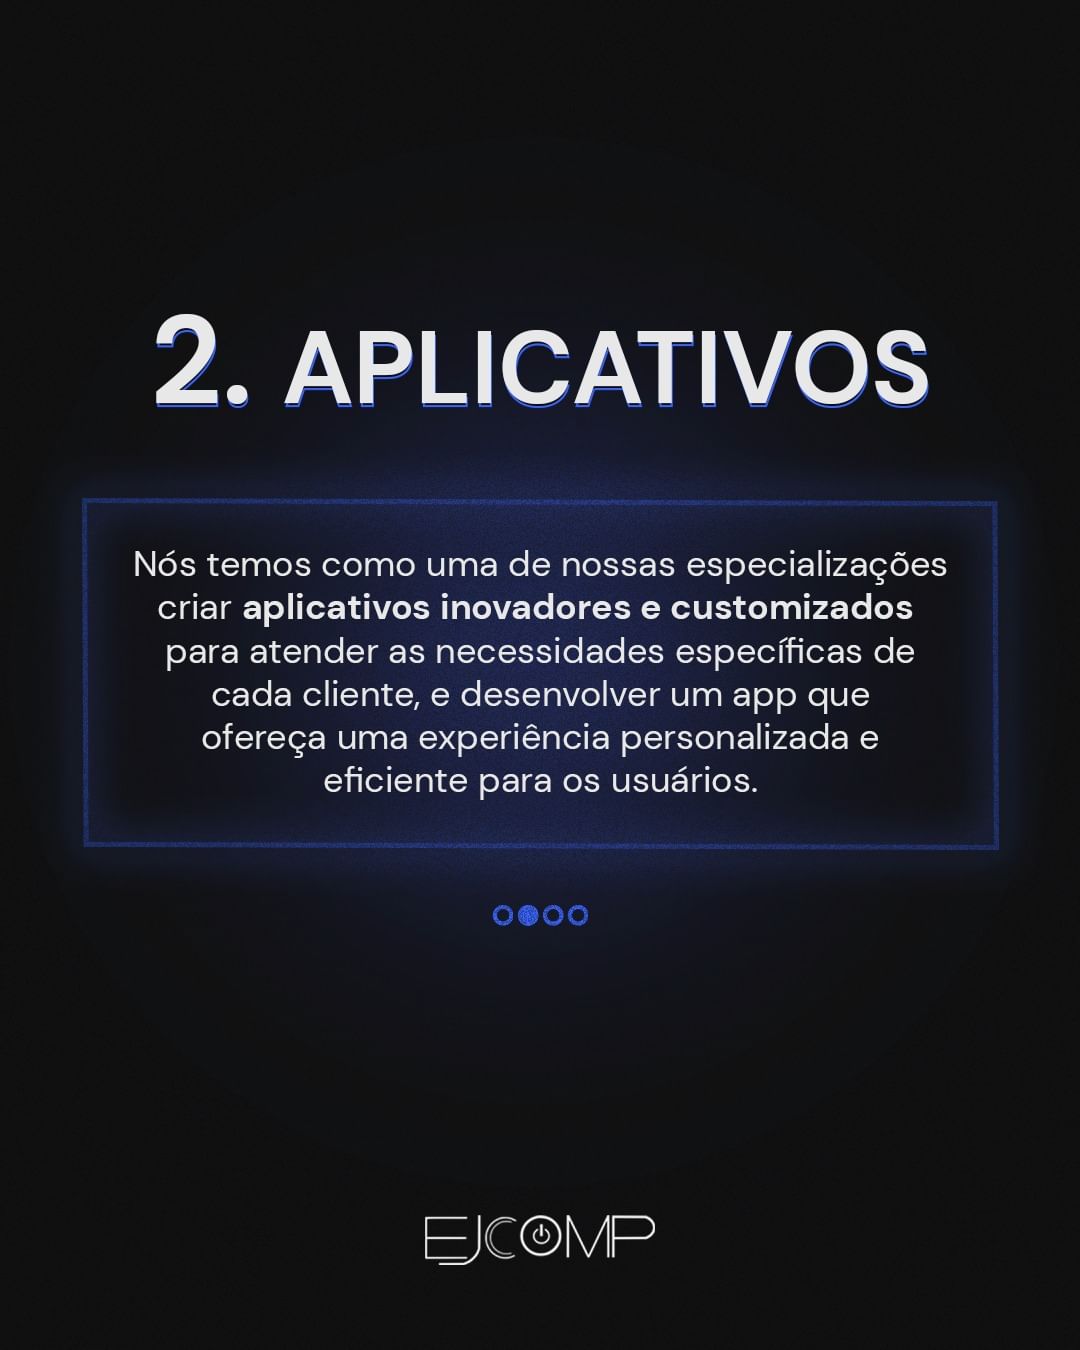 2. APLICATIVOS
Nós temos como uma de nossas especializações
criar aplicativos inovadores e customizados
para atender as necessidades específicas de
cada cliente, e desenvolver um app que
ofereça uma experiência personalizada e
eficiente para os usuários.
EJCOMP